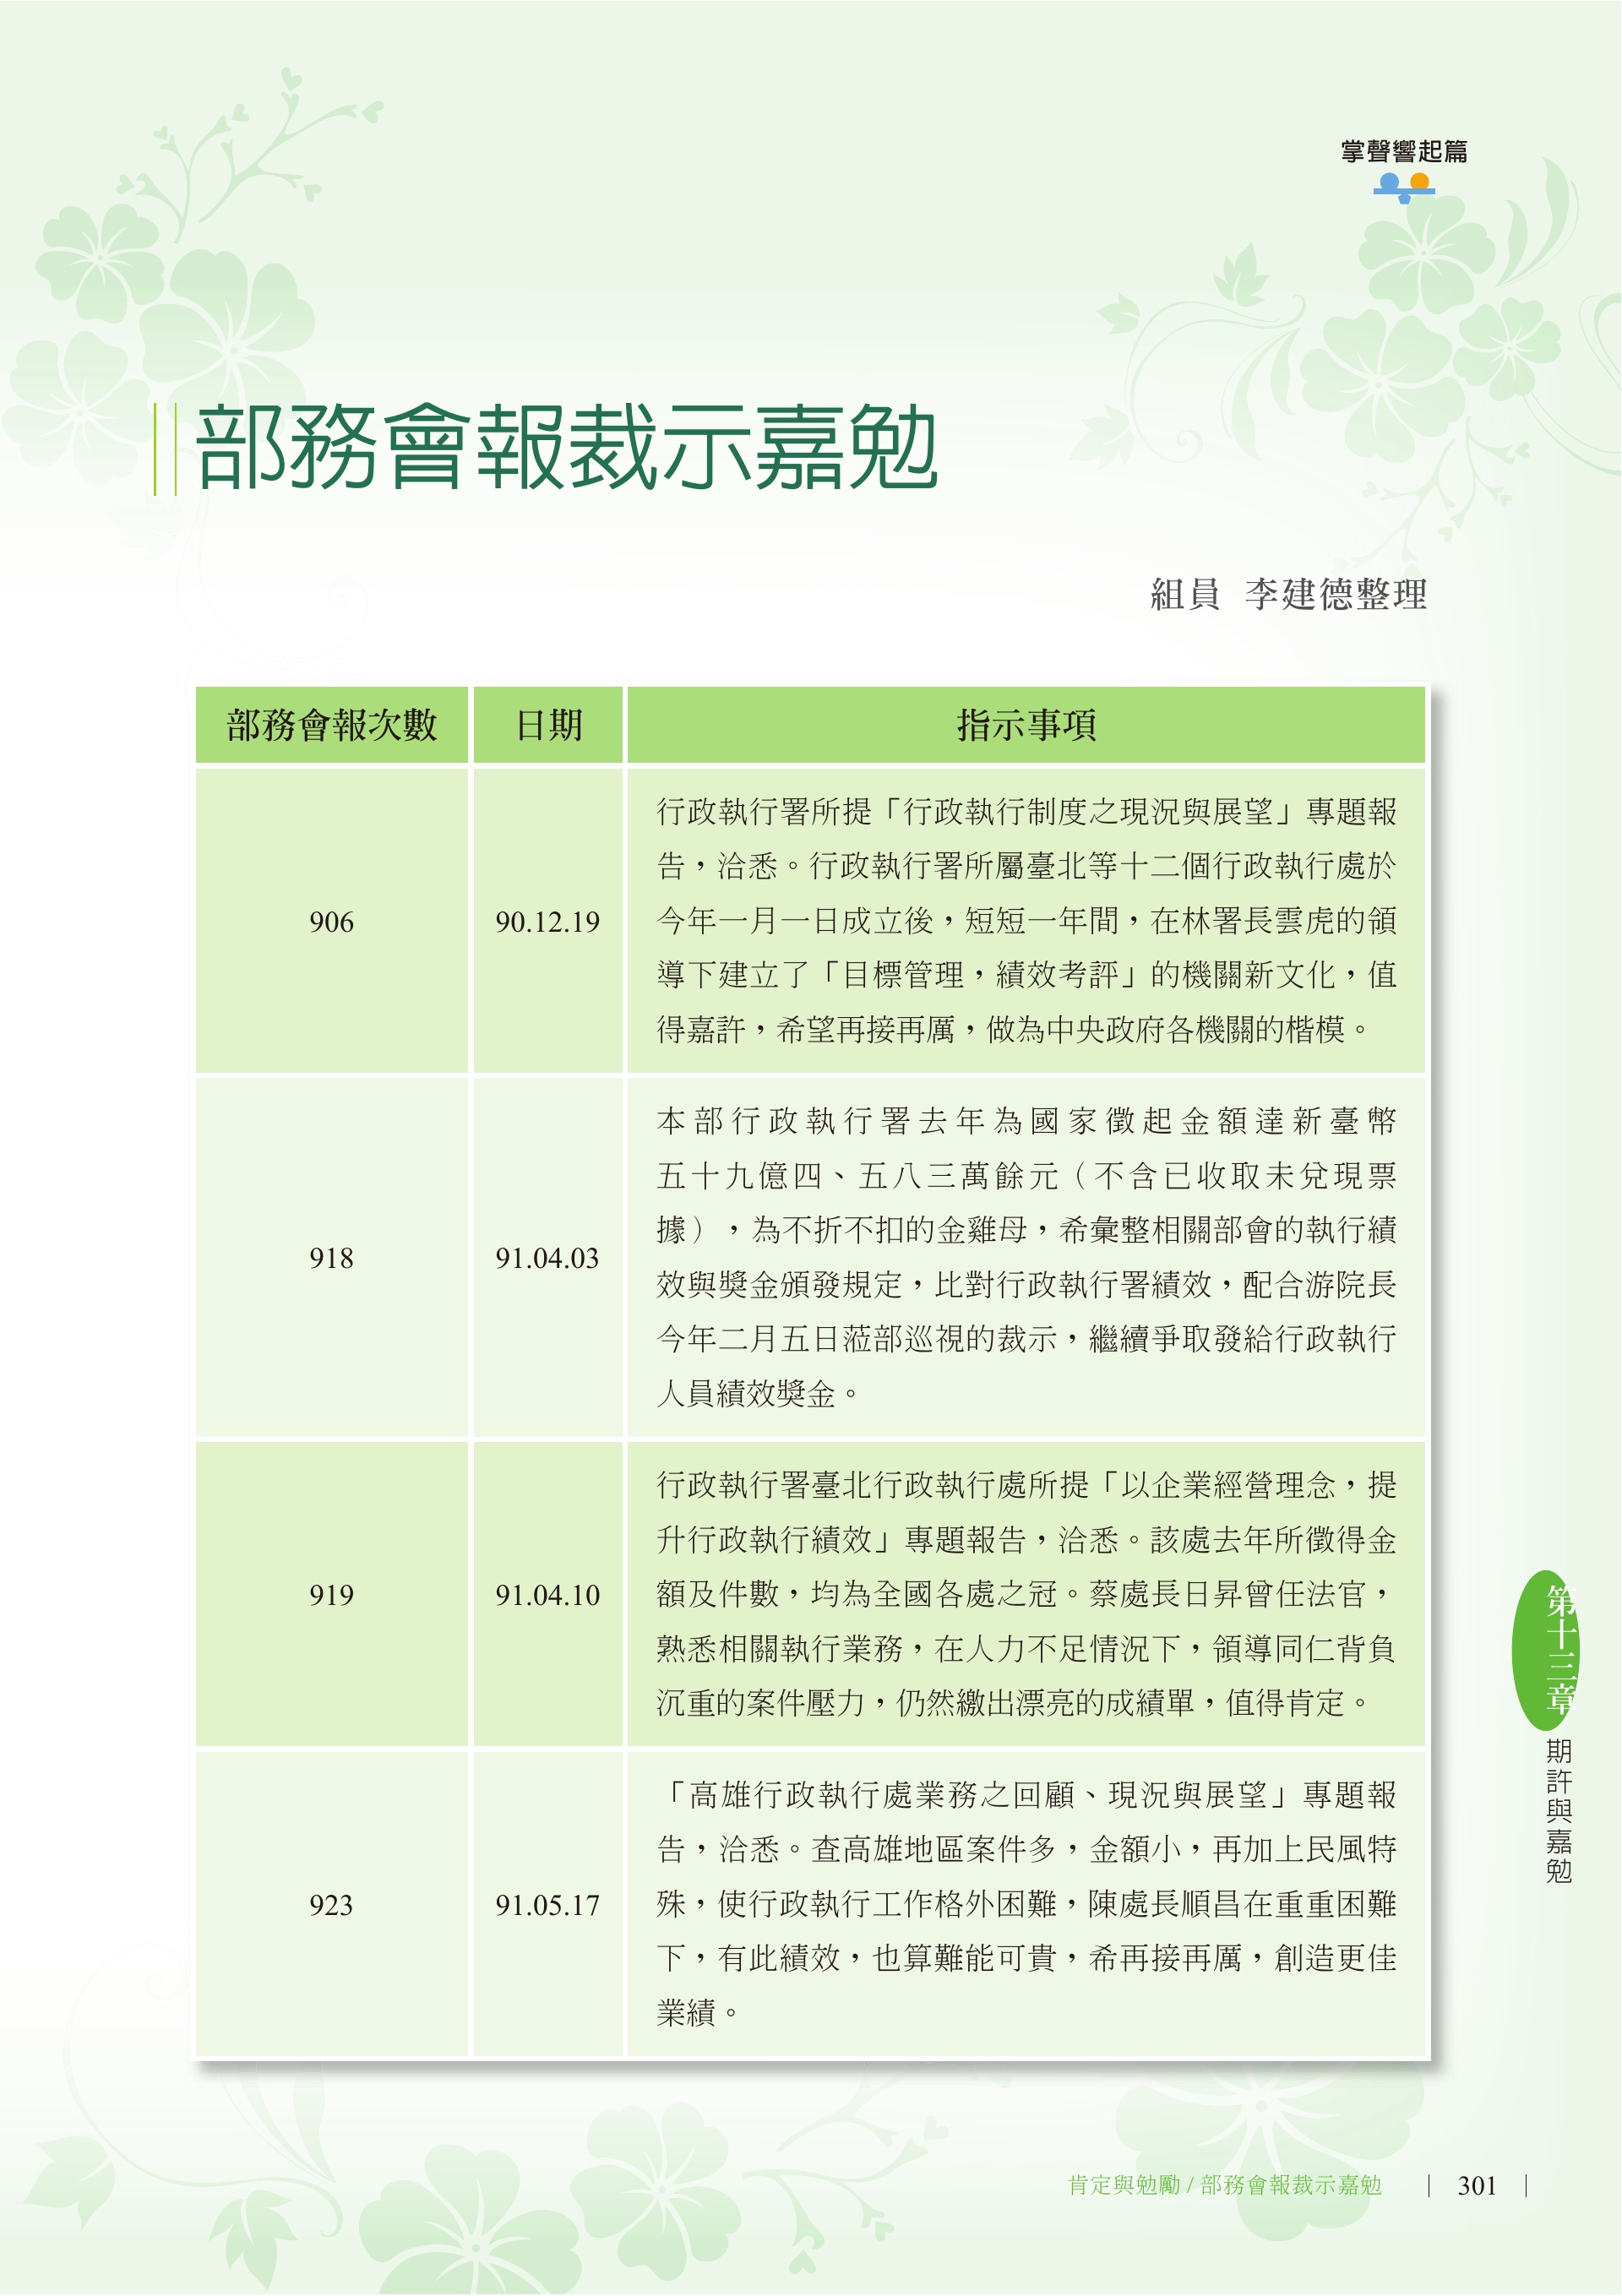 掌聲響起篇
部務會報裁示嘉勉
組員 李建德整理
部務會報次數 日期 指示事項
906 90.12.19
行政執行署所提「行政執行制度之現況與展望」專題報
告，洽悉。行政執行署所屬臺北等十二個行政執行處於
今年一月一日成立後，短短一年間，在林署長雲虎的領
導下建立了「目標管理，績效考評」的機關新文化，值
得嘉許，希望再接再厲，做為中央政府各機關的楷模。
918 91.04.03
本部行政執行署去年為國家徵起金額達新臺幣
五十九億四、五八三萬餘元（不含已收取未兌現票
據），為不折不扣的金雞母，希彙整相關部會的執行績
效與獎金頒發規定，比對行政執行署績效，配合游院長
今年二月五日蒞部巡視的裁示，繼續爭取發給行政執行
人員績效獎金。
919 91.04.10
行政執行署臺北行政執行處所提「以企業經營理念，提
升行政執行績效」專題報告，洽悉。該處去年所徵得金
額及件數，均為全國各處之冠。蔡處長日昇曾任法官，
熟悉相關執行業務，在人力不足情況下，領導同仁背負
沉重的案件壓力，仍然繳出漂亮的成績單，值得肯定。
923 91.05.17
「高雄行政執行處業務之回顧、現況與展望」專題報
告，洽悉。查高雄地區案件多，金額小，再加上民風特
殊，使行政執行工作格外困難，陳處長順昌在重重困難
下，有此績效，也算難能可貴，希再接再厲，創造更佳
業績。
第十三章 期許與嘉勉
肯定與勉勵 / 部務會報裁示嘉勉 301